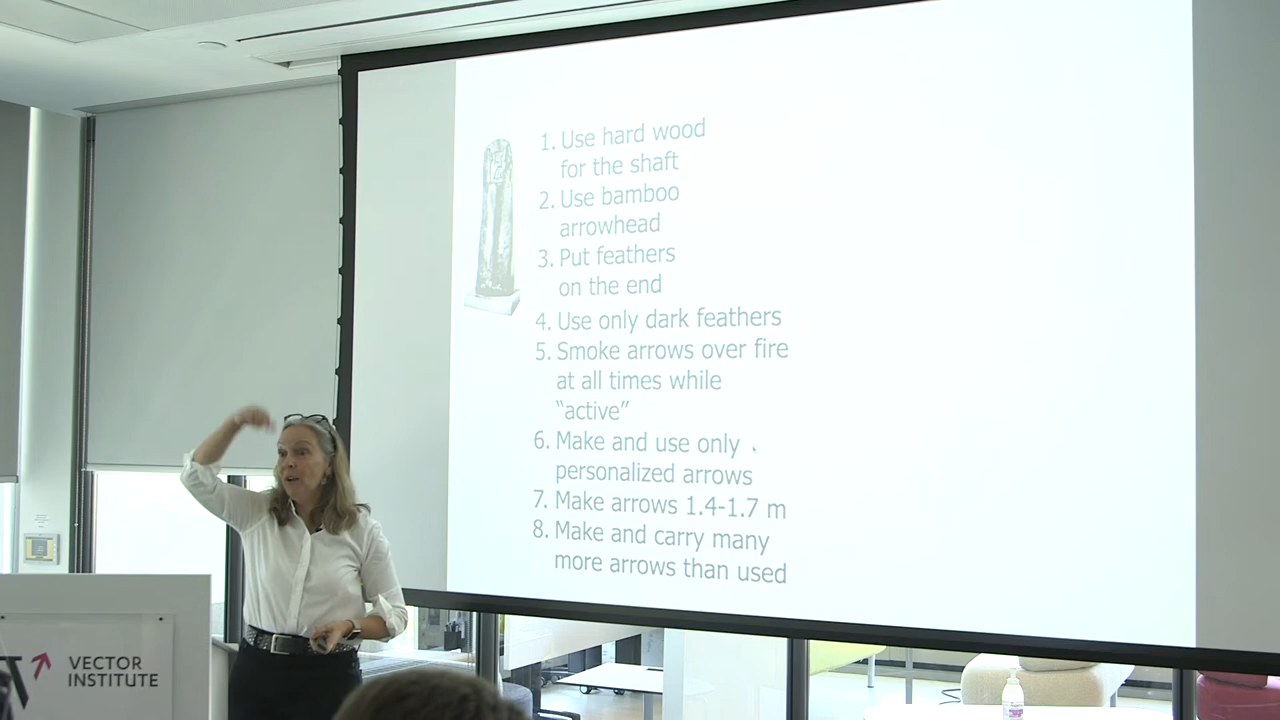 1. Use hard wood
for the shaft
2. Use bamboo
arrowhead
3. Put feathers
on the end
4. Use only dark feathers
5. Smoke arrows over fire
at all times while
“active”
6. Make and use only
personalized arrows
7. Make arrows 1.4-1.7 m
8. Make and carry many
more arrows than used
VECTOR
INSTITUTE